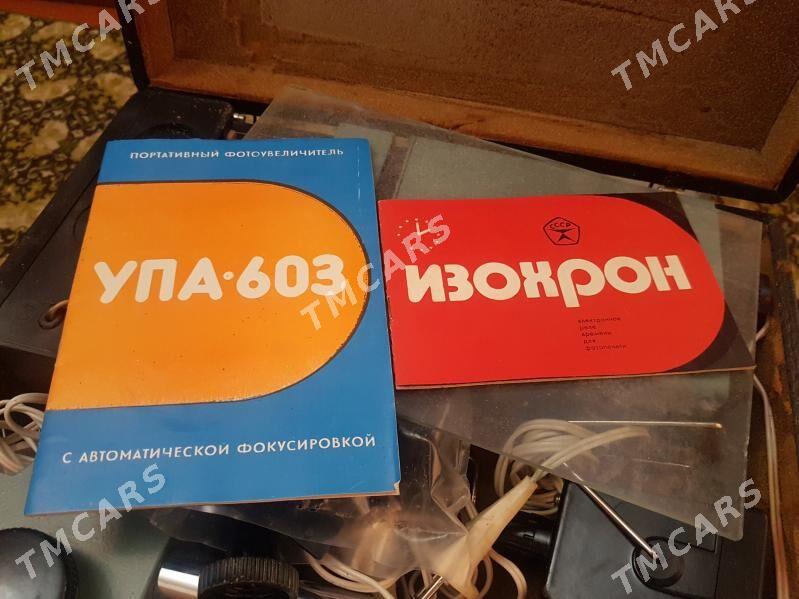 ПОРТАТИВНЫЙ ФОТОУВЕЛИЧИТЕЛЬ
УПА·603
С АВТОМАТИЧЕСКОЙ ФОКУСИРОВКОЙ
СССР
ИЗОХРОН
электронное
реле
времени
для
фотопечати
TMCARS
TMCARS
TMCARS
TMCARS
TMCARS
TMCARS
TMCARS